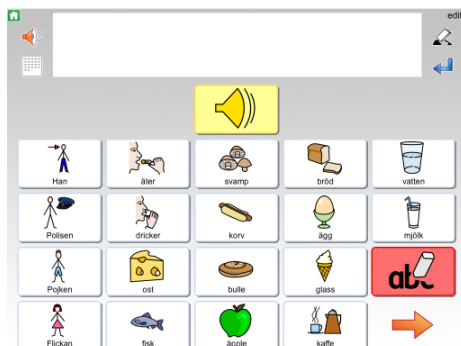 edit
Han äter svamp bröd vatten
Polisen dricker korv ägg mjölk
Pojken ost bulle glass abc
Flickan fisk äpple kaffe